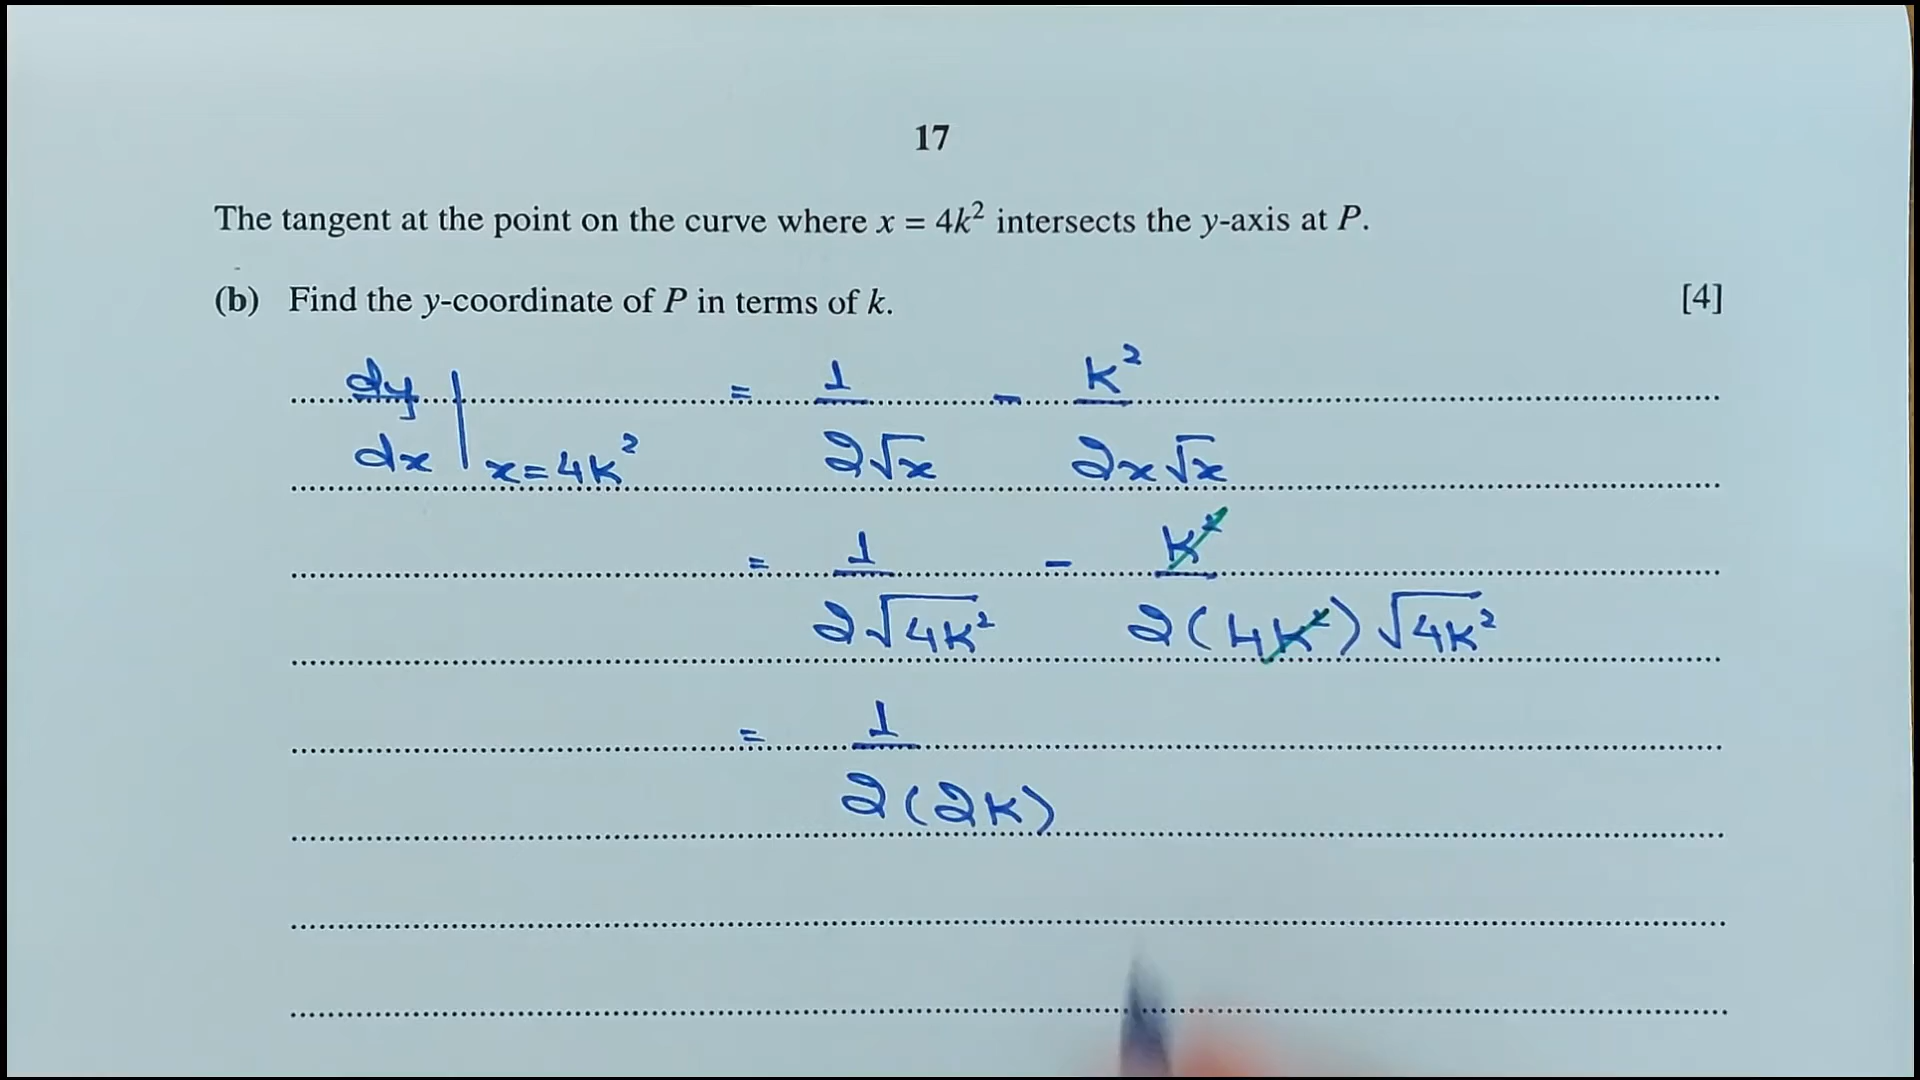 17
The tangent at the point on the curve where x = 4k² intersects the y-axis at P.
(b) Find the y-coordinate of P in terms of k. [4]
dy/dx | x=4k² = 1/(2√x) - k²/(2x√x)
= 1/(2√(4k²)) - k²/(2(4k²)√(4k²))
= 1/(2(2k))